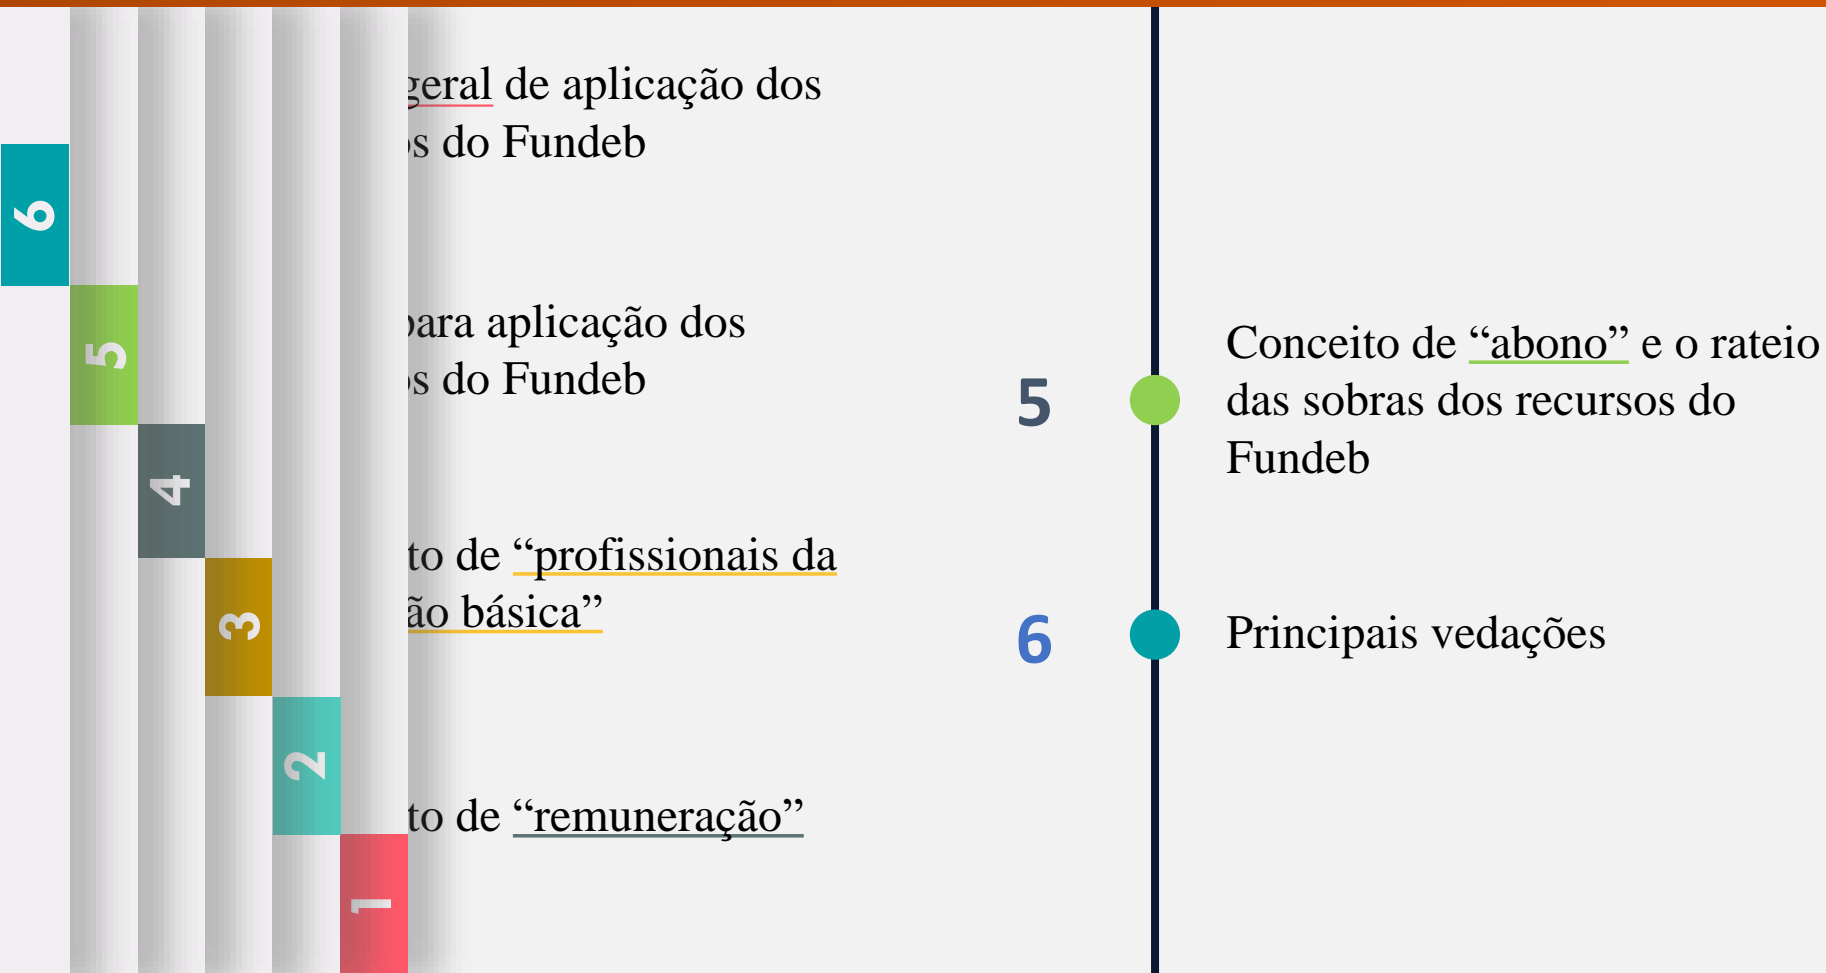 geral de aplicação dos
s do Fundeb
para aplicação dos
s do Fundeb
to de “profissionais da
ão básica”
to de “remuneração”
6
5
4
3
2
1
5
Conceito de “abono” e o rateio
das sobras dos recursos do
Fundeb
6
Principais vedações